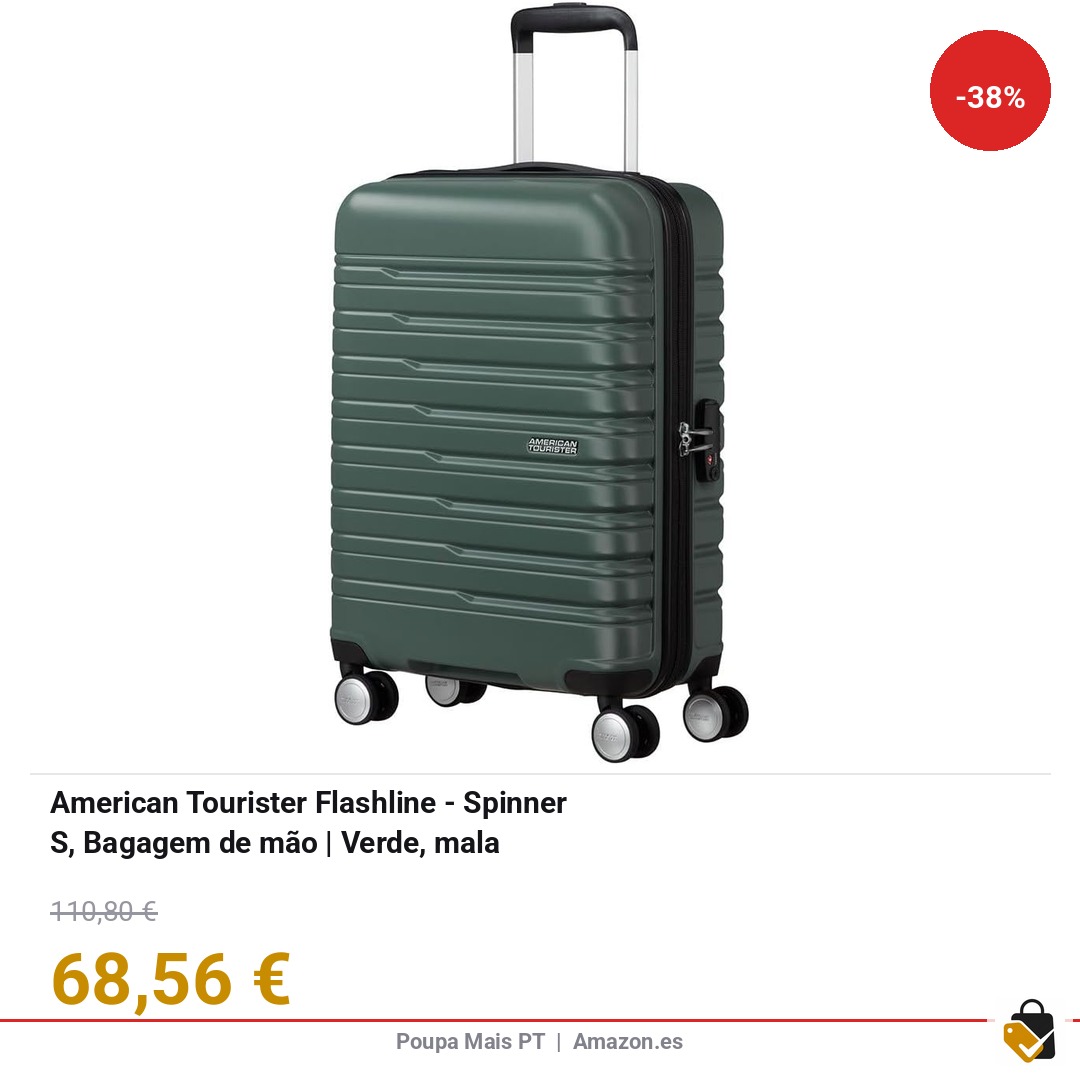 -38%
AMERICAN
TOURISTER
American Tourister Flashline - Spinner
S, Bagagem de mão | Verde, mala
110,80 €
68,56 €
Poupa Mais PT | Amazon.es